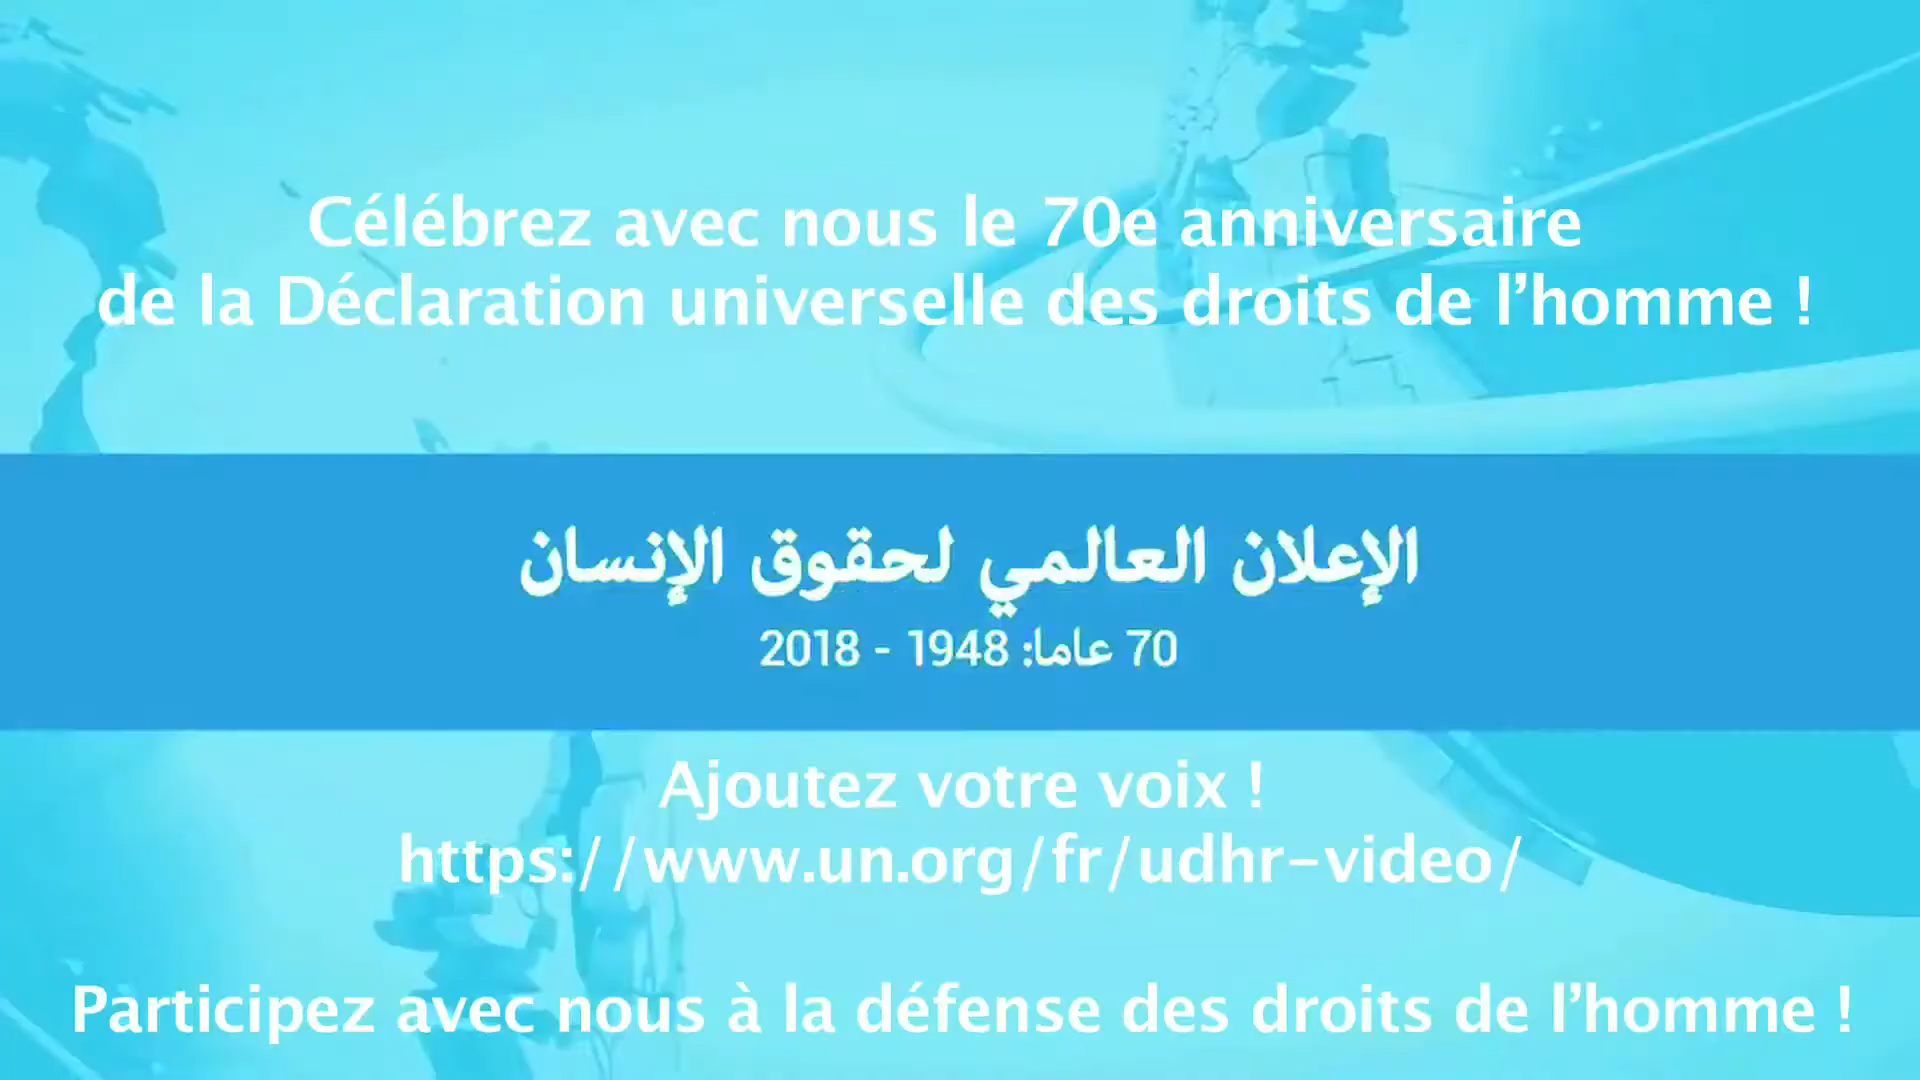 Célébrez avec nous le 70e anniversaire
de la Déclaration universelle des droits de l’homme !
الإعلان العالمي لحقوق الإنسان
70 عاما: 1948 - 2018
Ajoutez votre voix !
https://www.un.org/fr/udhr-video/
Participez avec nous à la défense des droits de l’homme !